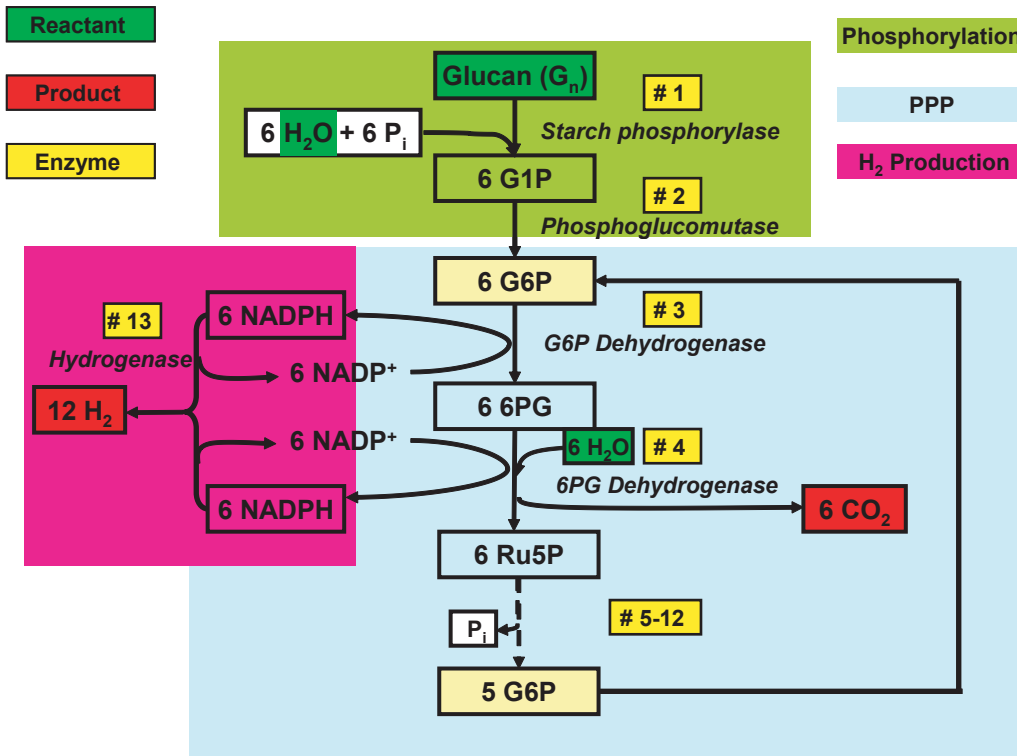 Reactant
Product
Enzyme
Phosphorylation
PPP
H₂ Production
Glucan (Gₙ)
# 1
Starch phosphorylase
6 H₂O + 6 Pᵢ
6 G1P
# 2
Phosphoglucomutase
6 G6P
# 3
G6P Dehydrogenase
# 13
Hydrogenase
6 NADPH
6 NADP⁺
12 H₂
6 6PG
6 NADP⁺
6 H₂O
# 4
6PG Dehydrogenase
6 NADPH
6 CO₂
6 Ru5P
# 5-12
Pᵢ
5 G6P